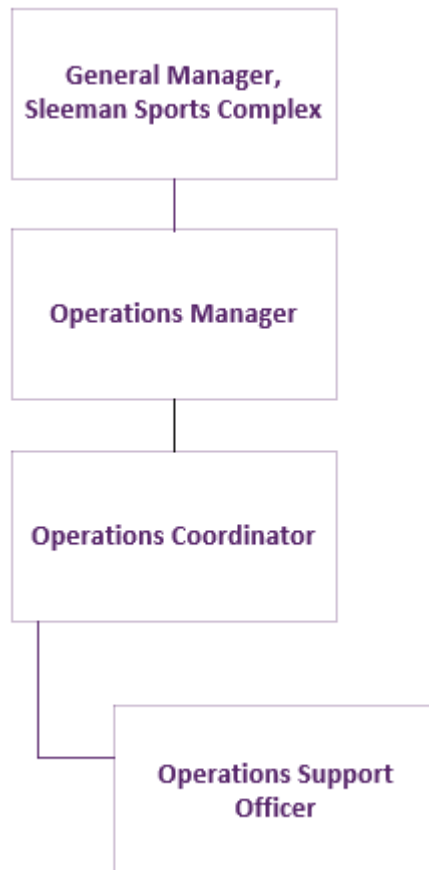 General Manager,
Sleeman Sports Complex
Operations Manager
Operations Coordinator
Operations Support
Officer